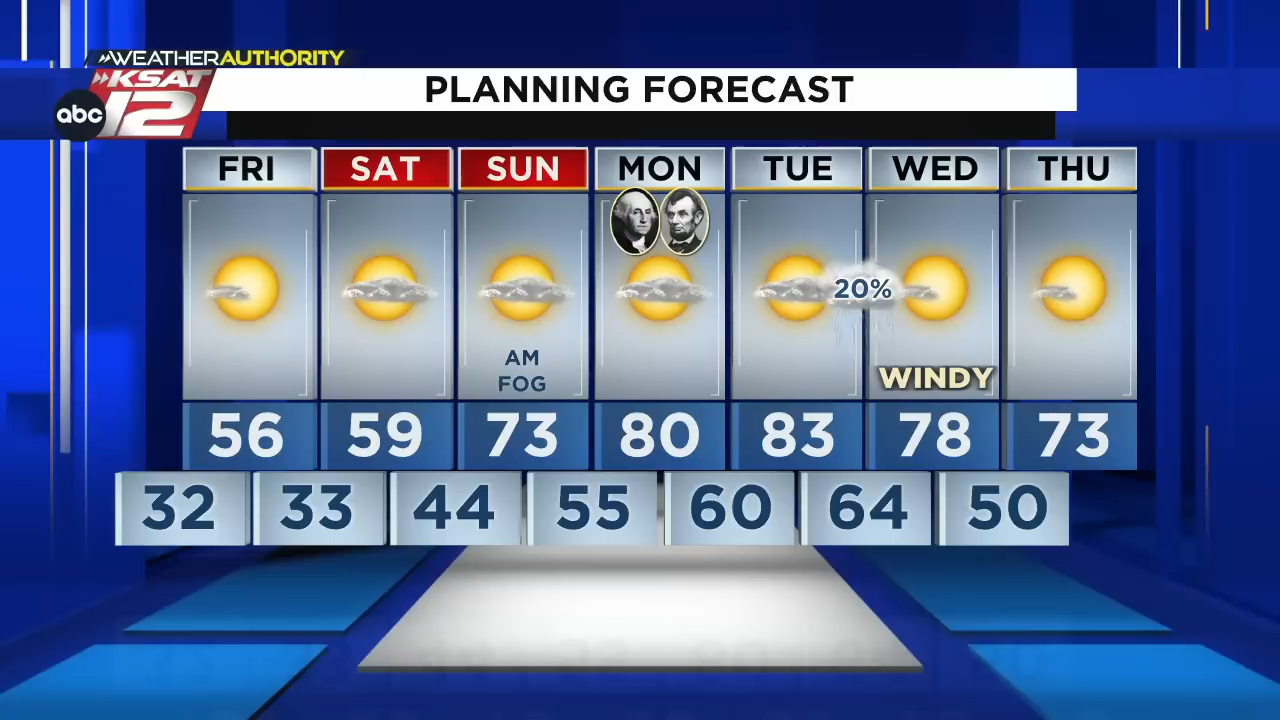 WEATHERAUTHORITY
KSAT
abc 12
PLANNING FORECAST
FRI SAT SUN MON TUE WED THU
20%
AM
FOG
WINDY
56 59 73 80 83 78 73
32 33 44 55 60 64 50